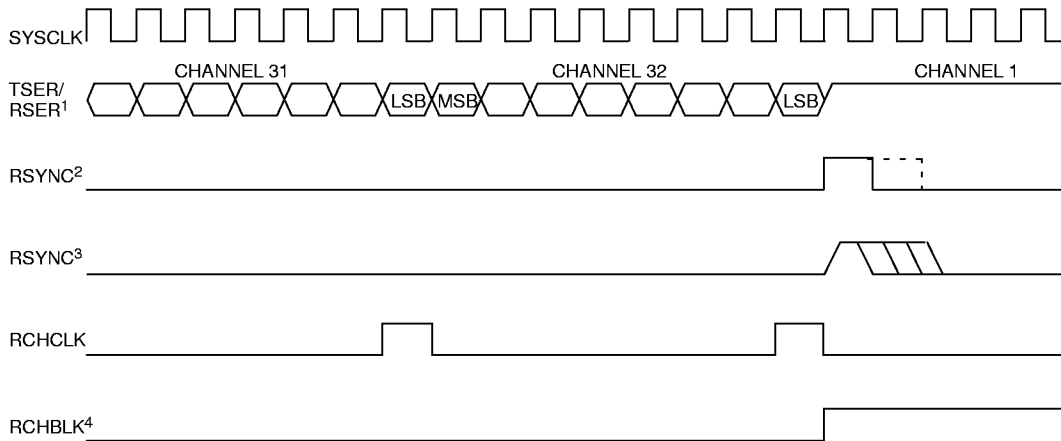 SYSCLK
CHANNEL 31 CHANNEL 32 CHANNEL 1
TSER/
RSER¹ LSB MSB LSB
RSYNC²
RSYNC³
RCHCLK
RCHBLK⁴